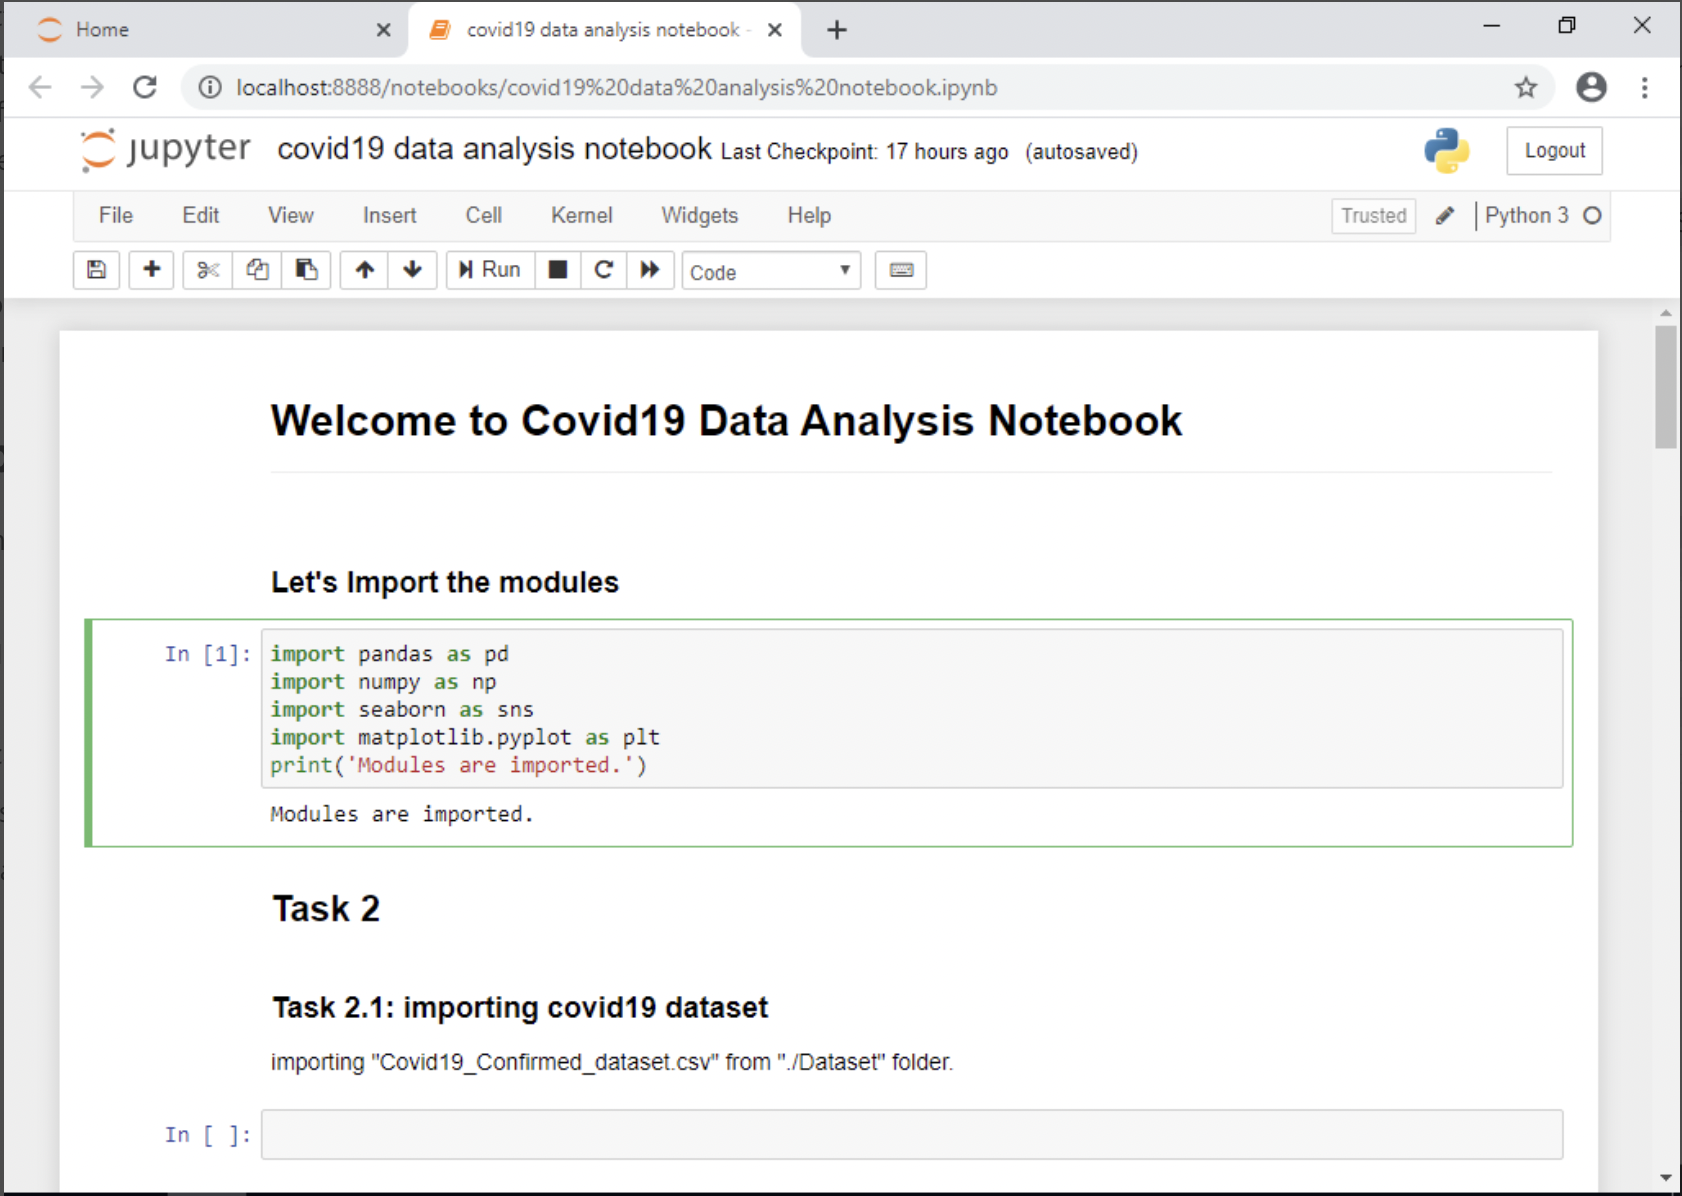 Home
covid19 data analysis notebook -
localhost:8888/notebooks/covid19%20data%20analysis%20notebook.ipynb
jupyter covid19 data analysis notebook Last Checkpoint: 17 hours ago (autosaved)
Logout
File Edit View Insert Cell Kernel Widgets Help
Trusted
Python 3
Run
Code
Welcome to Covid19 Data Analysis Notebook
Let's Import the modules
In [1]: import pandas as pd
import numpy as np
import seaborn as sns
import matplotlib.pyplot as plt
print('Modules are imported.')
Modules are imported.
Task 2
Task 2.1: importing covid19 dataset
importing "Covid19_Confirmed_dataset.csv" from "./Dataset" folder.
In [ ]: